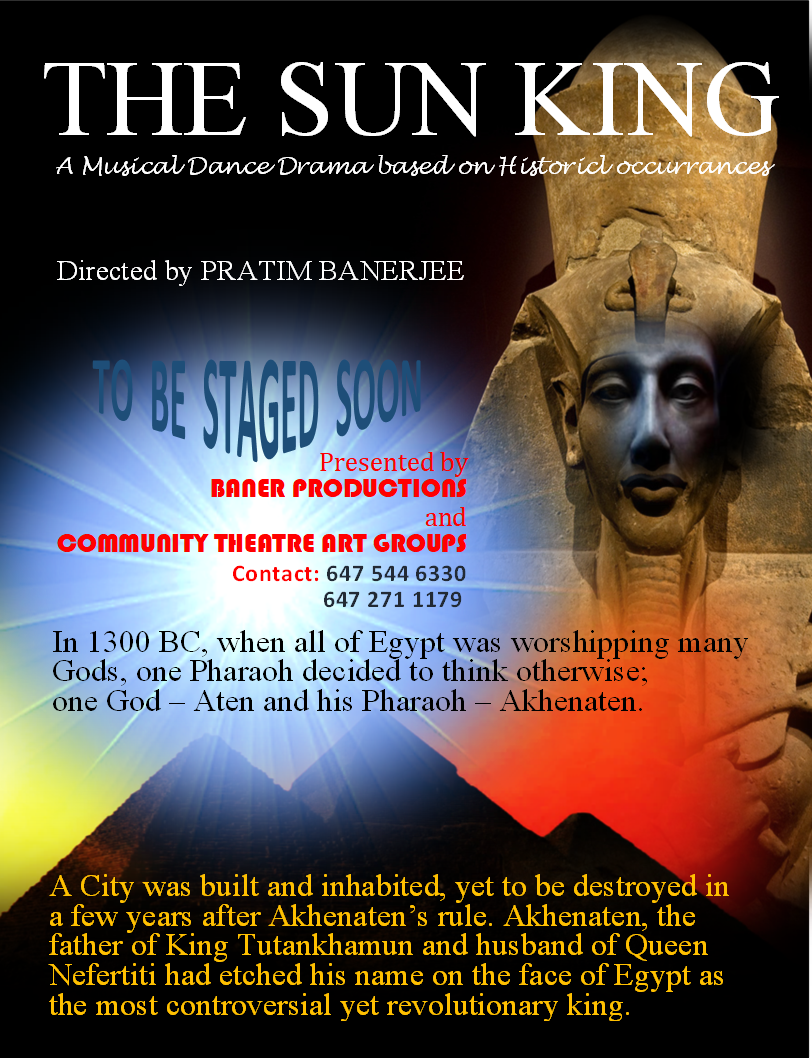 THE SUN KING
A Musical Dance Drama based on Historicl occurrances
Directed by PRATIM BANERJEE
TO BE STAGED SOON
Presented by
BANER PRODUCTIONS
and
COMMUNITY THEATRE ART GROUPS
Contact: 647 544 6330
647 271 1179
In 1300 BC, when all of Egypt was worshipping many
Gods, one Pharaoh decided to think otherwise;
one God – Aten and his Pharaoh – Akhenaten.
A City was built and inhabited, yet to be destroyed in
a few years after Akhenaten’s rule. Akhenaten, the
father of King Tutankhamun and husband of Queen
Nefertiti had etched his name on the face of Egypt as
the most controversial yet revolutionary king.